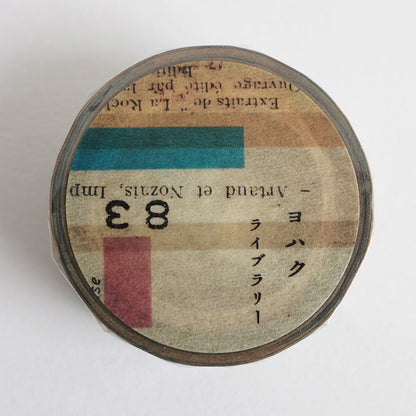 ヨハク
ライブラリー
83
– Artaud et Nozais, Imp
Extraits de "La Roch
Ouvrage édité par